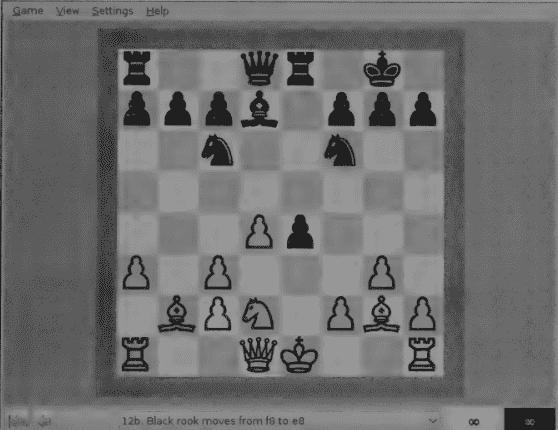 Game View Settings Help
12b. Black rook moves from f8 to e8
∞ ∞